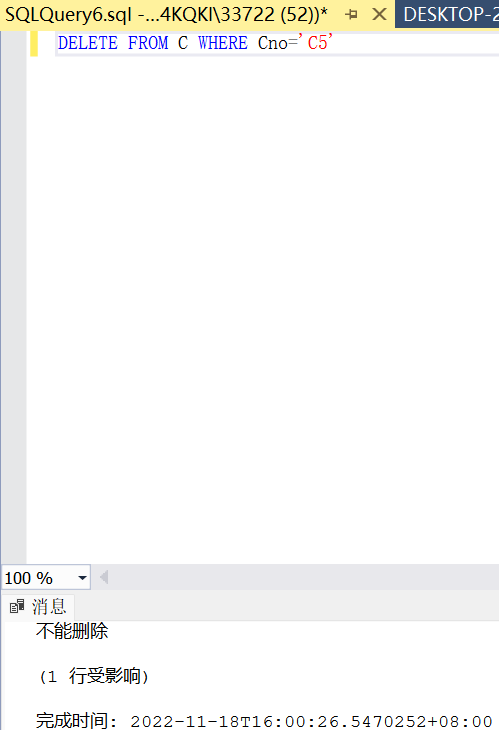 SQLQuery6.sql -...4KQKI\33722 (52))* DESKTOP-2
DELETE FROM C WHERE Cno='C5'
100 %
消息
不能删除
(1 行受影响)
完成时间: 2022-11-18T16:00:26.5470252+08:00